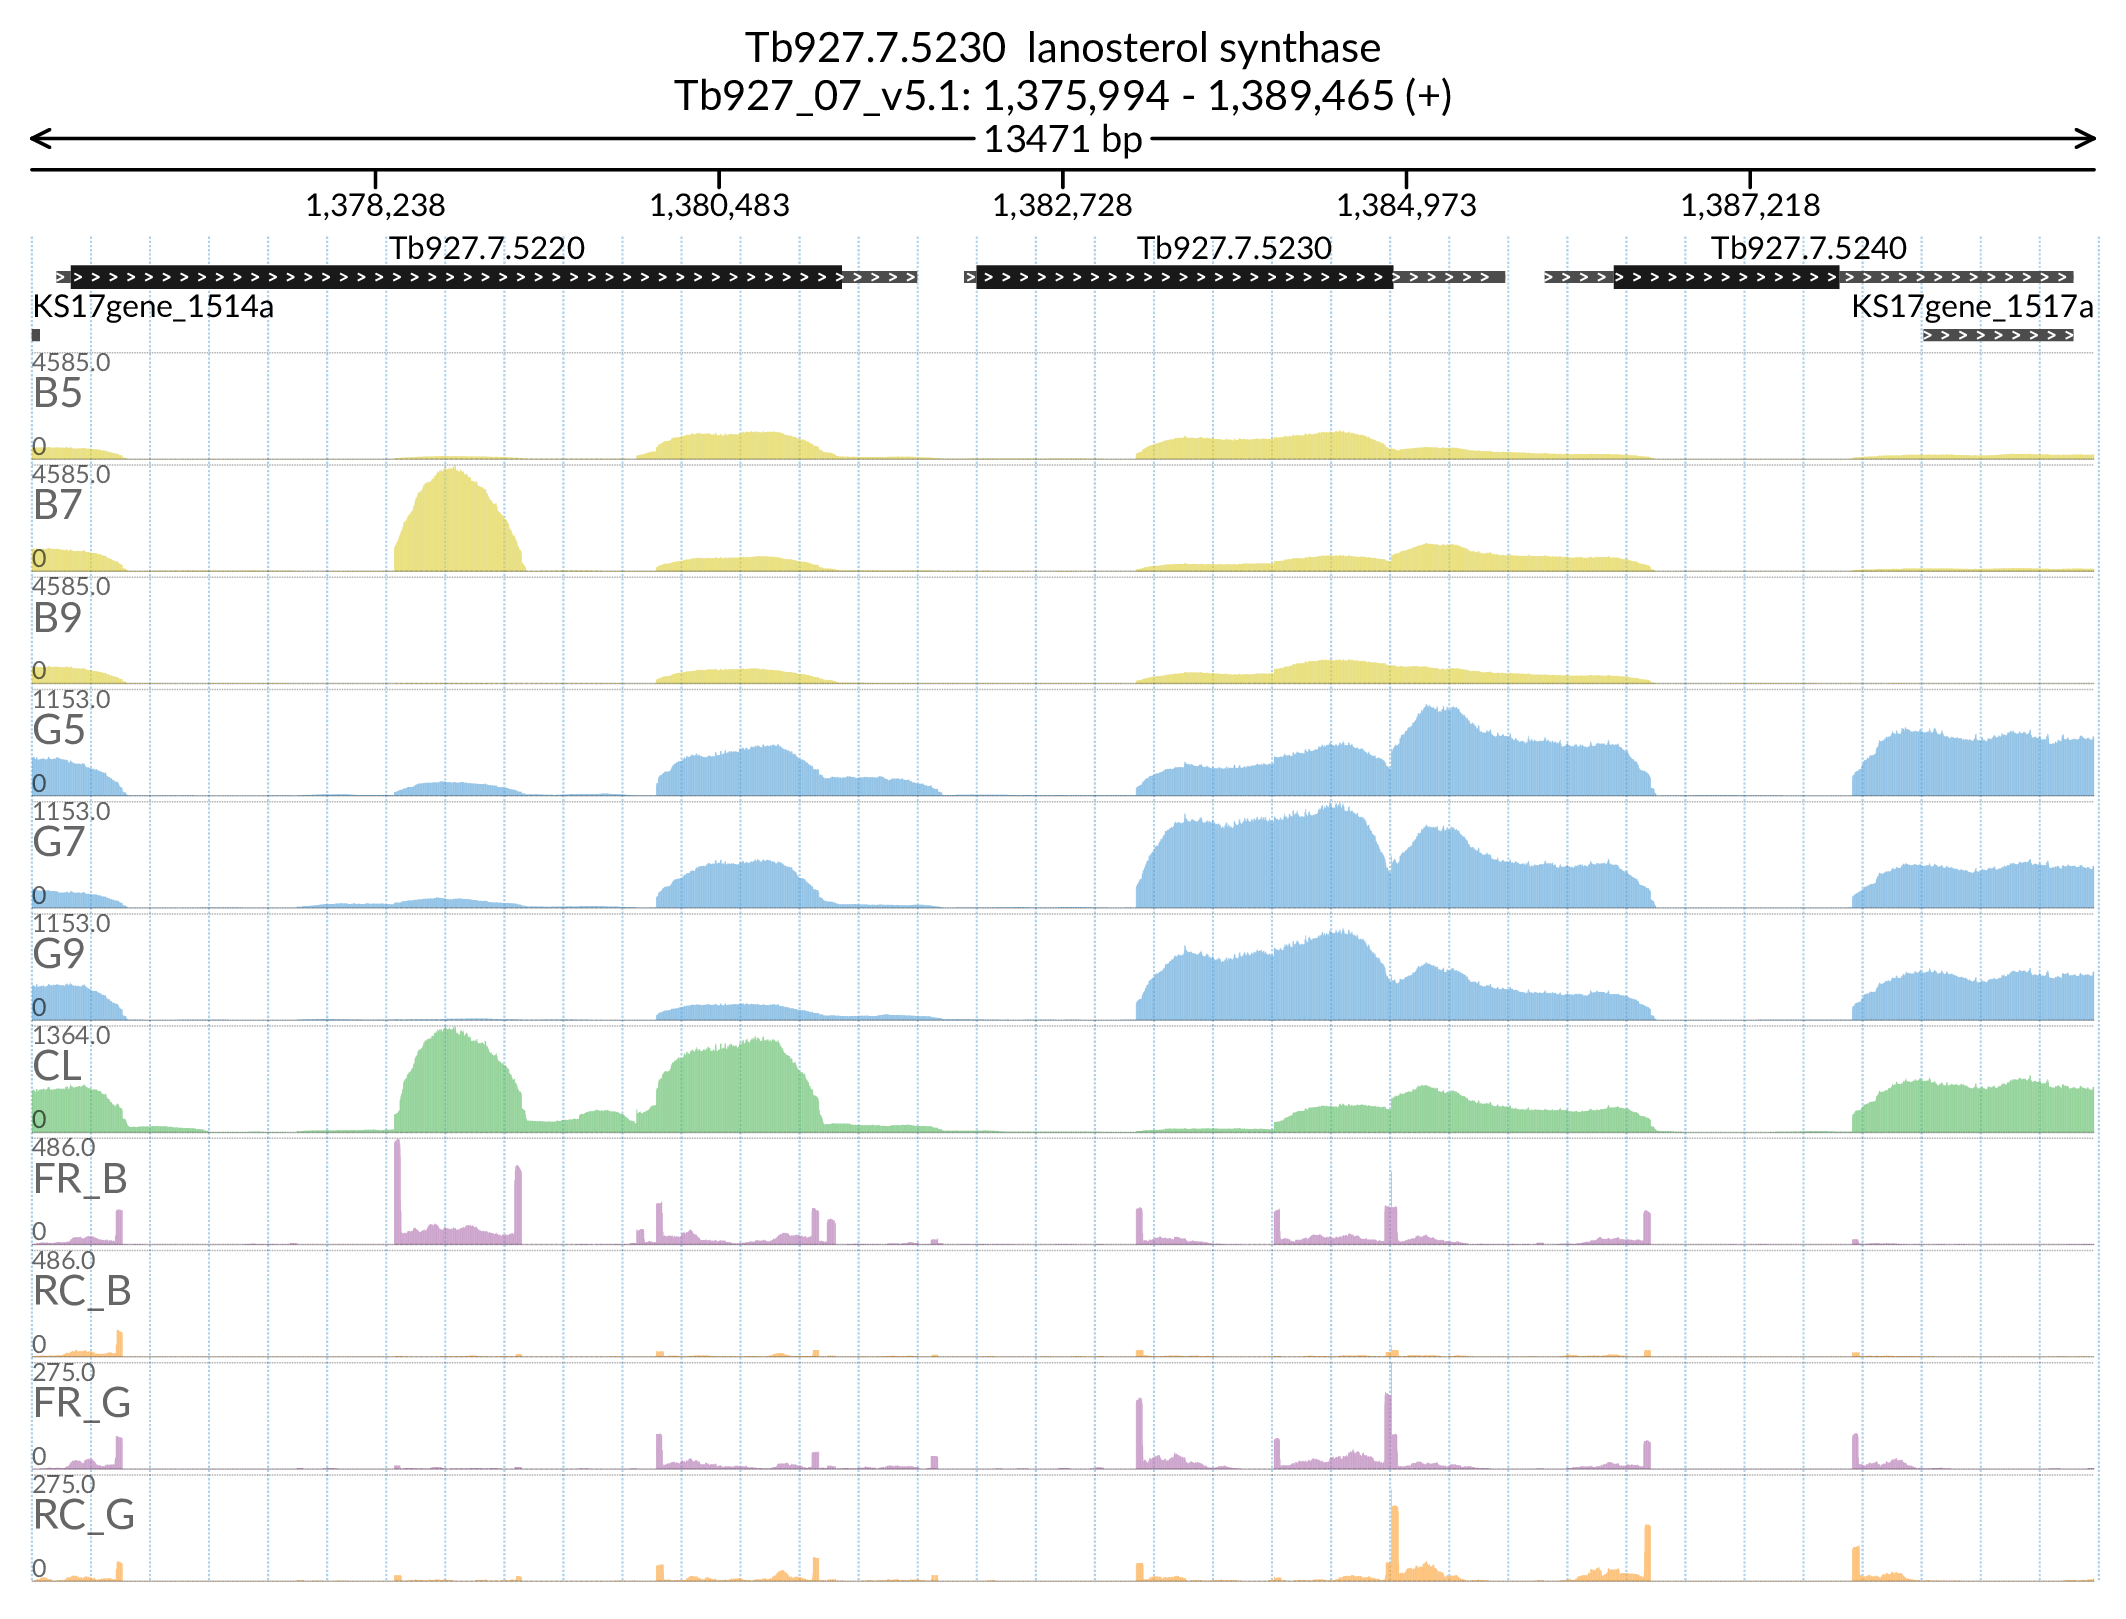 Tb927.7.5230  lanosterol synthase
Tb927_07_v5.1: 1,375,994 - 1,389,465 (+)
13471 bp
1,378,238 1,380,483 1,382,728 1,384,973 1,387,218
Tb927.7.5220 Tb927.7.5230 Tb927.7.5240
KS17gene_1514a KS17gene_1517a
4585.0
B5
0
4585.0
B7
0
4585.0
B9
0
1153.0
G5
0
1153.0
G7
0
1153.0
G9
0
1364.0
CL
0
486.0
FR_B
0
486.0
RC_B
0
275.0
FR_G
0
275.0
RC_G
0